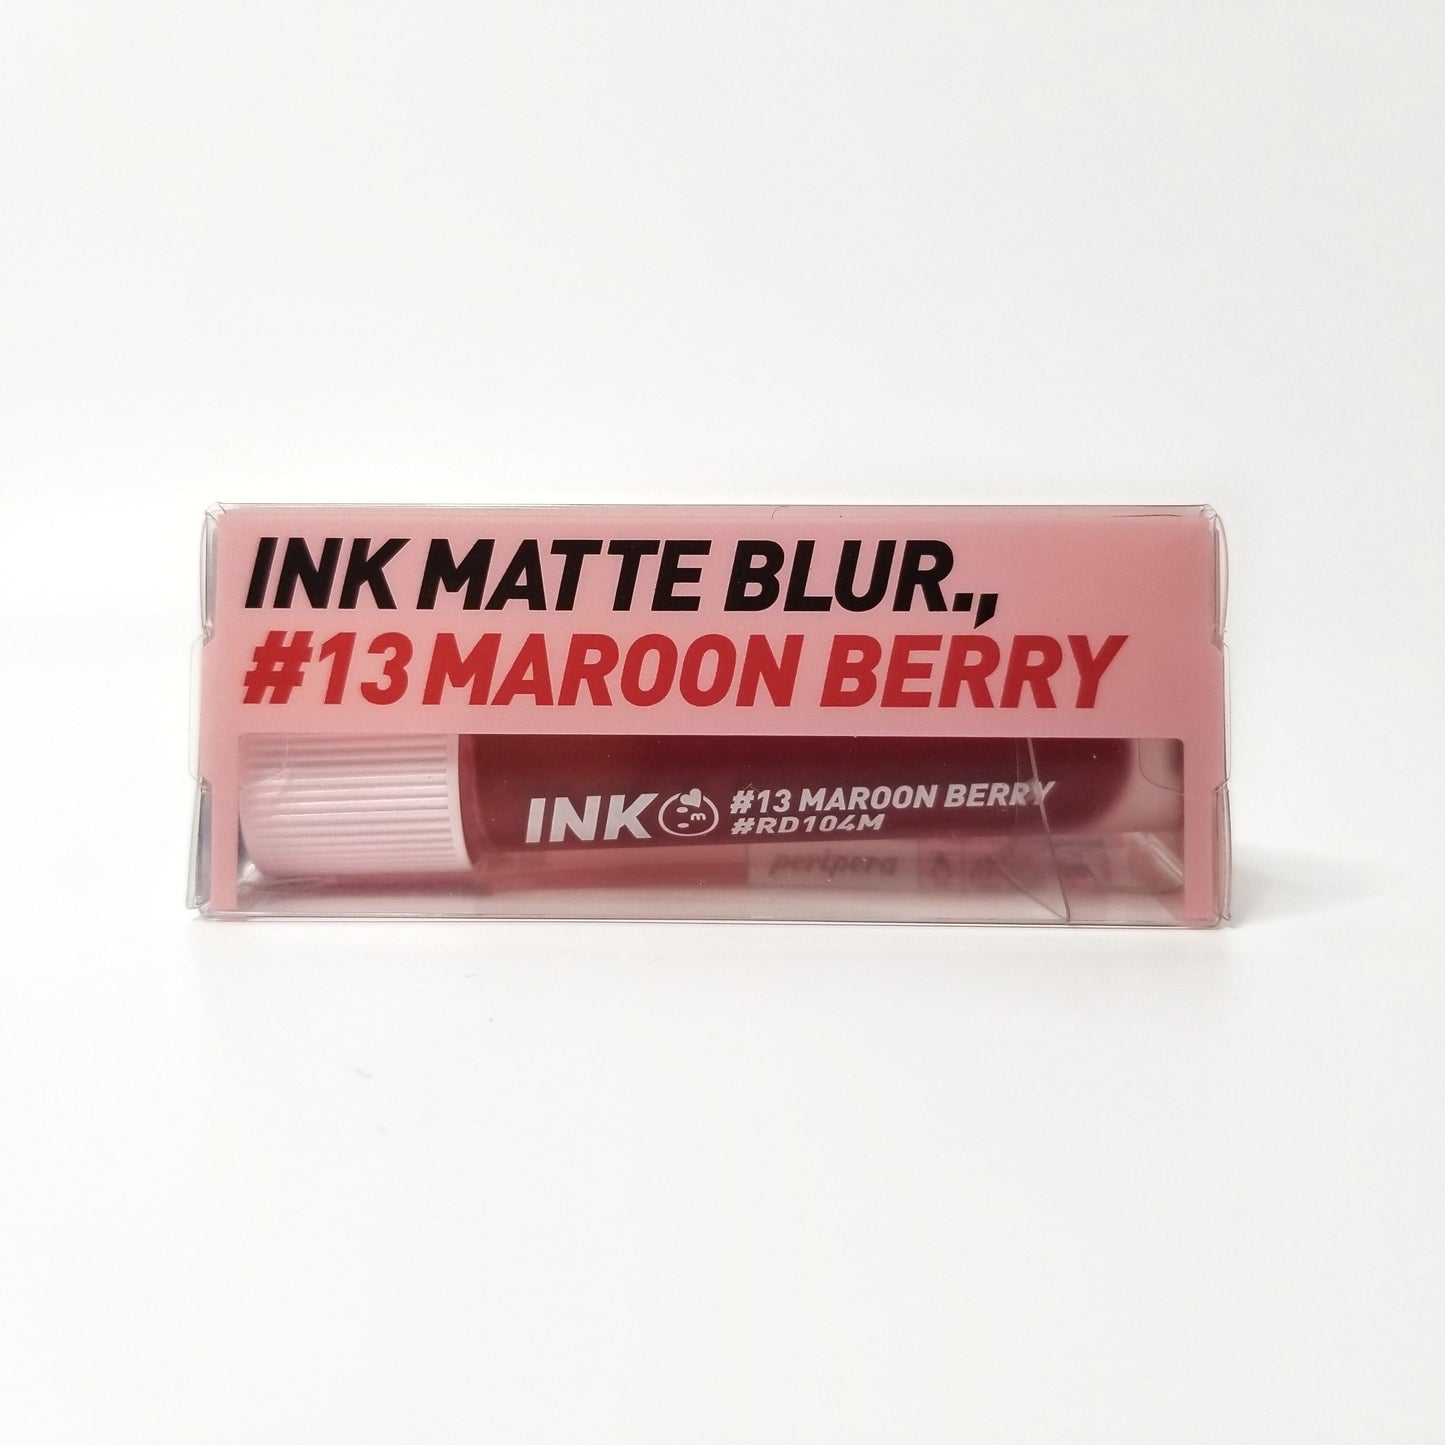 INK MATTE BLUR.,
#13 MAROON BERRY
INK #13 MAROON BERRY
#RD104M
peripera